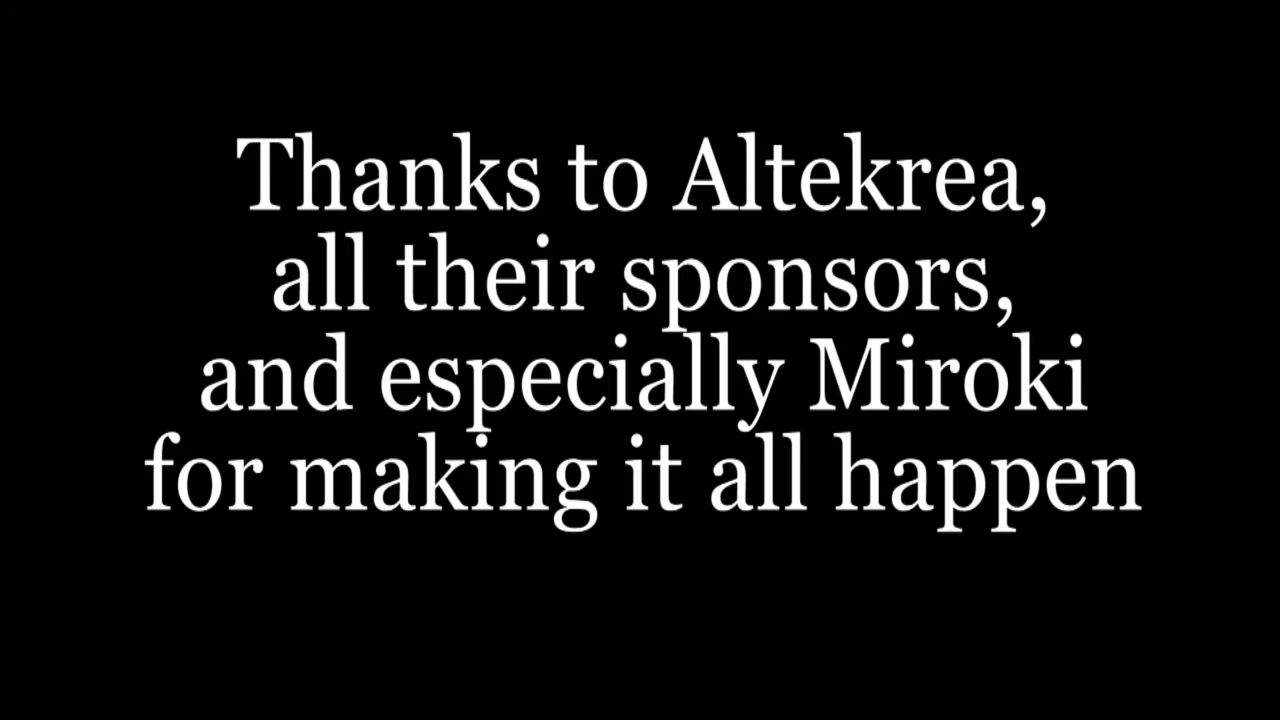 Thanks to Altekrea,
all their sponsors,
and especially Miroki
for making it all happen